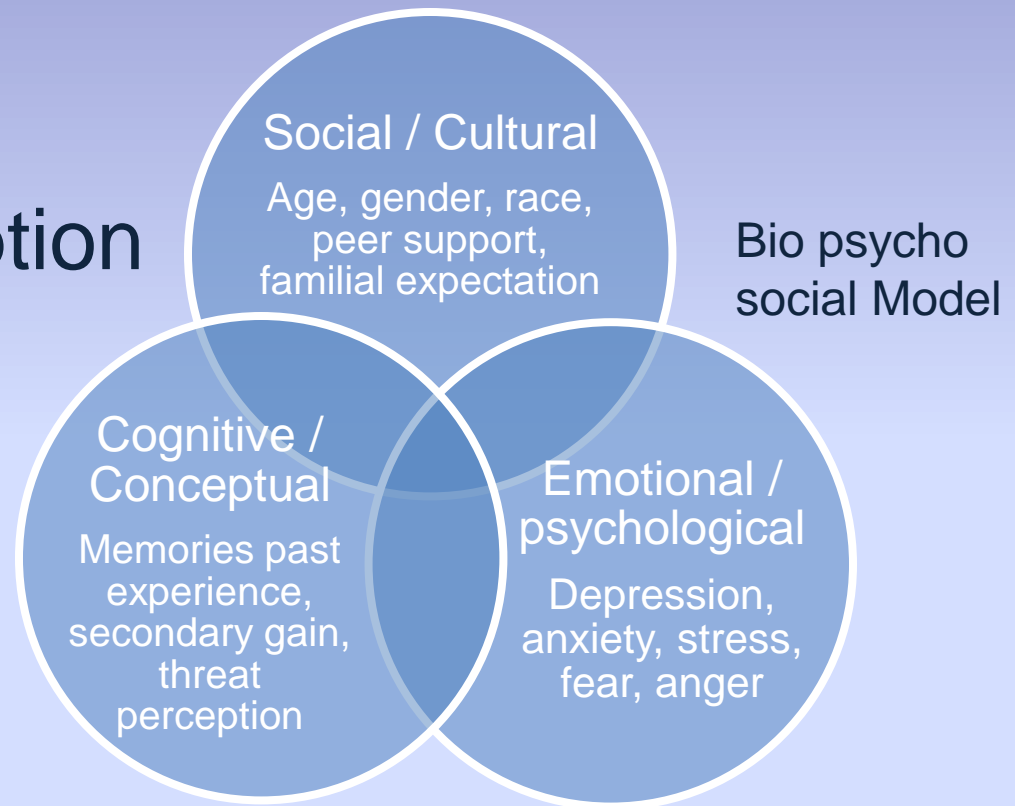 Social / Cultural
Age, gender, race,
peer support,
familial expectation
ption
Bio psycho
social Model
Cognitive /
Conceptual
Memories past
experience,
secondary gain,
threat
perception
Emotional /
psychological
Depression,
anxiety, stress,
fear, anger